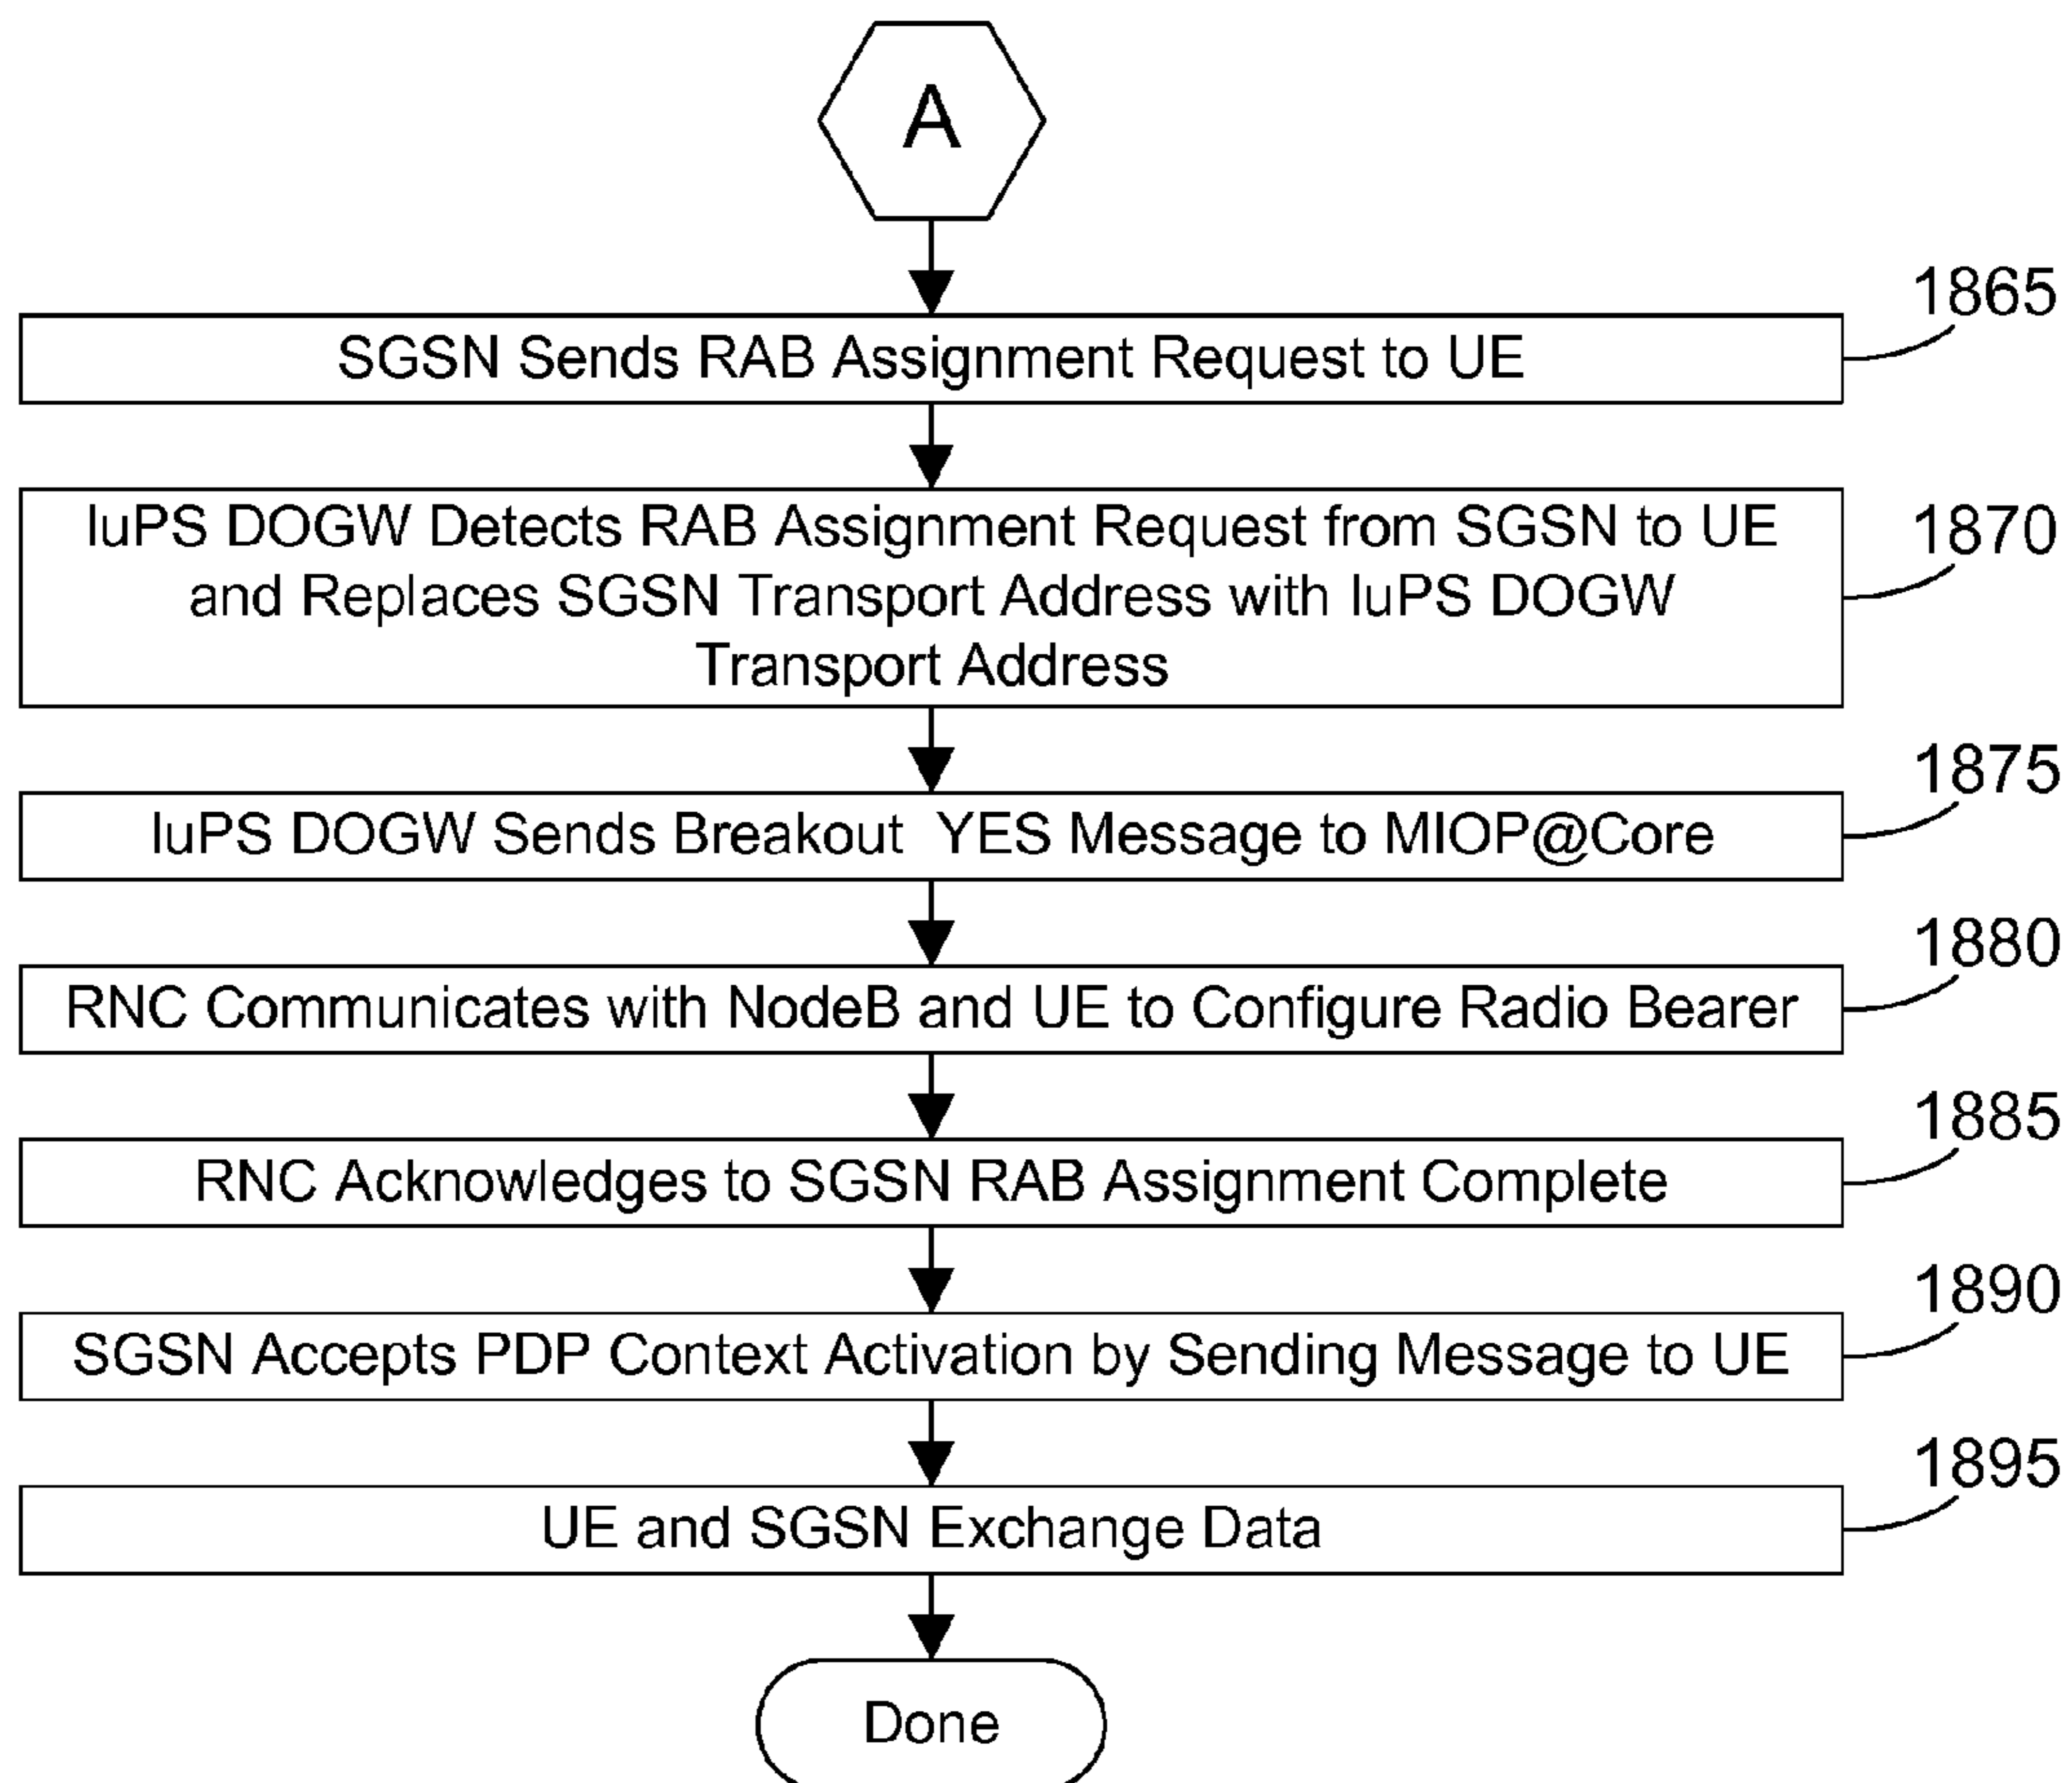 A
1865
SGSN Sends RAB Assignment Request to UE
1870
IuPS DOGW Detects RAB Assignment Request from SGSN to UE
and Replaces SGSN Transport Address with IuPS DOGW
Transport Address
1875
IuPS DOGW Sends Breakout YES Message to MIOP@Core
1880
RNC Communicates with NodeB and UE to Configure Radio Bearer
1885
RNC Acknowledges to SGSN RAB Assignment Complete
1890
SGSN Accepts PDP Context Activation by Sending Message to UE
1895
UE and SGSN Exchange Data
Done